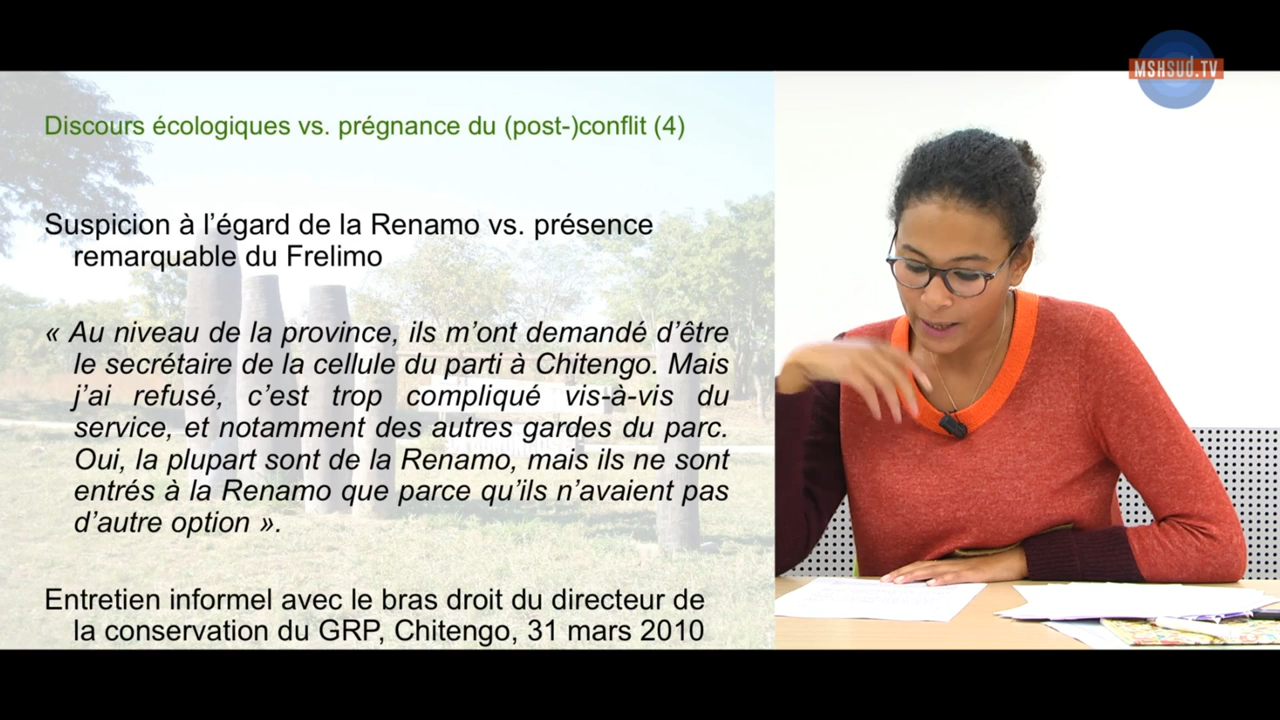 MSHSUD.TV
Discours écologiques vs. prégnance du (post-)conflit (4)
Suspicion à l'égard de la Renamo vs. présence
remarquable du Frelimo
« Au niveau de la province, ils m'ont demandé d'être
le secrétaire de la cellule du parti à Chitengo. Mais
j'ai refusé, c'est trop compliqué vis-à-vis du
service, et notamment des autres gardes du parc.
Oui, la plupart sont de la Renamo, mais ils ne sont
entrés à la Renamo que parce qu'ils n'avaient pas
d'autre option ».
Entretien informel avec le bras droit du directeur de
la conservation du GRP, Chitengo, 31 mars 2010